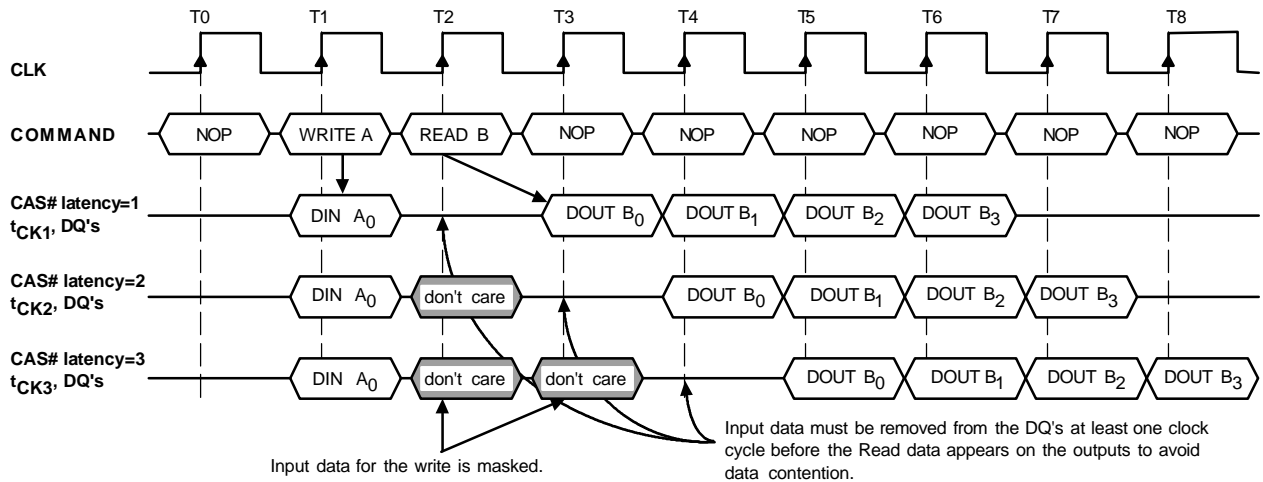 T0 T1 T2 T3 T4 T5 T6 T7 T8
CLK
COMMAND NOP WRITE A READ B NOP NOP NOP NOP NOP NOP
CAS# latency=1
tCK1, DQ's DIN A0 DOUT B0 DOUT B1 DOUT B2 DOUT B3
CAS# latency=2
tCK2, DQ's DIN A0 don't care DOUT B0 DOUT B1 DOUT B2 DOUT B3
CAS# latency=3
tCK3, DQ's DIN A0 don't care don't care DOUT B0 DOUT B1 DOUT B2 DOUT B3
Input data for the write is masked.
Input data must be removed from the DQ's at least one clock
cycle before the Read data appears on the outputs to avoid
data contention.